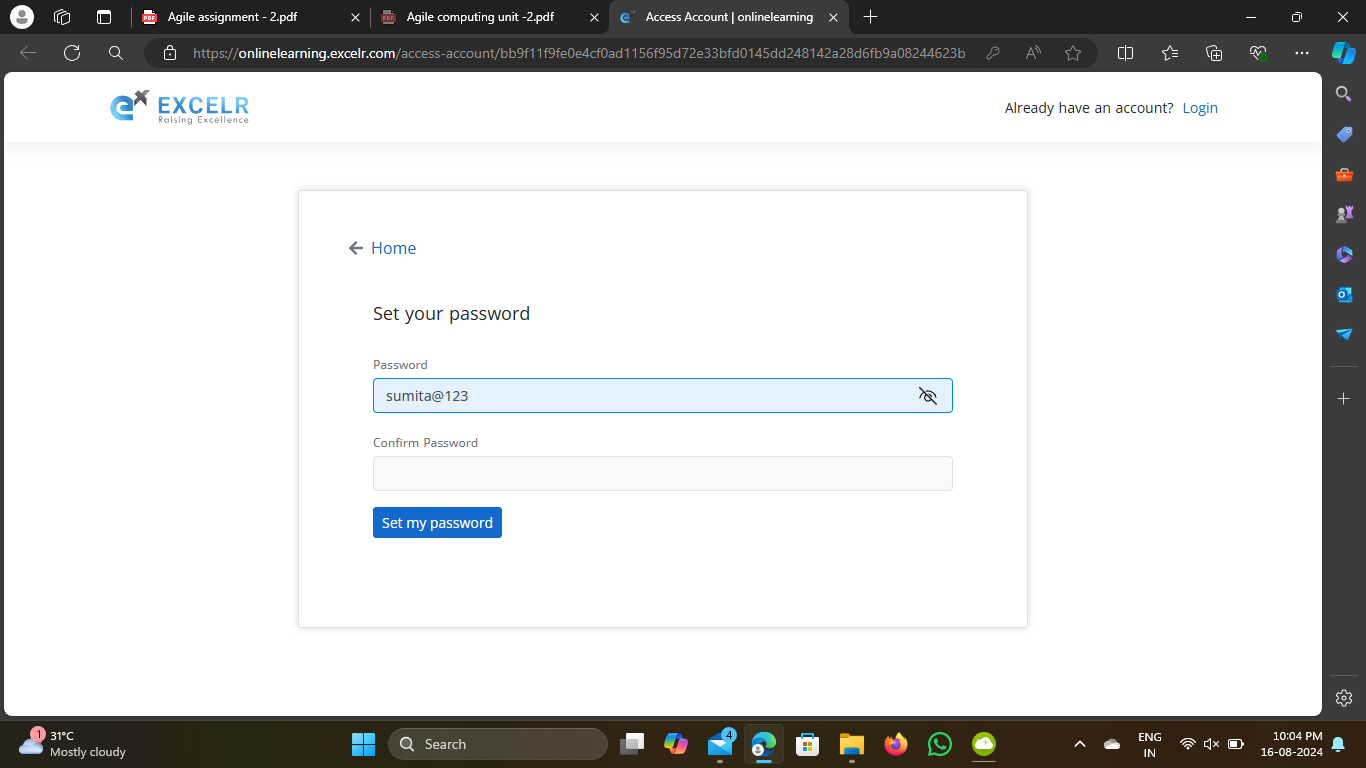 Agile assignment - 2.pdf
Agile computing unit -2.pdf
Access Account | onlinelearning
https://onlinelearning.excelr.com/access-account/bb9f11f9fe0e4cf0ad1156f95d72e33bfd0145dd248142a28d6fb9a08244623b
EXCELR
Raising Excellence
Already have an account? Login
Home
Set your password
Password
sumita@123
Confirm Password
Set my password
1
31°C
Mostly cloudy
Search
4
ENG
IN
10:04 PM
16-08-2024